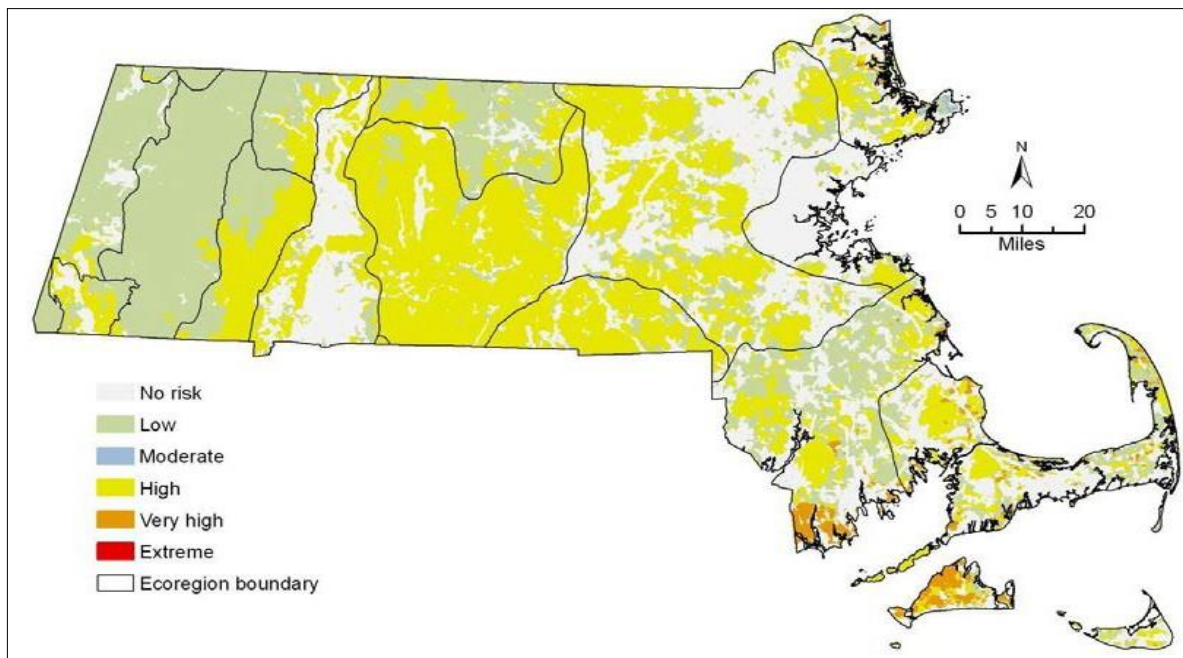 N
0 5 10 20
Miles
No risk
Low
Moderate
High
Very high
Extreme
Ecoregion boundary